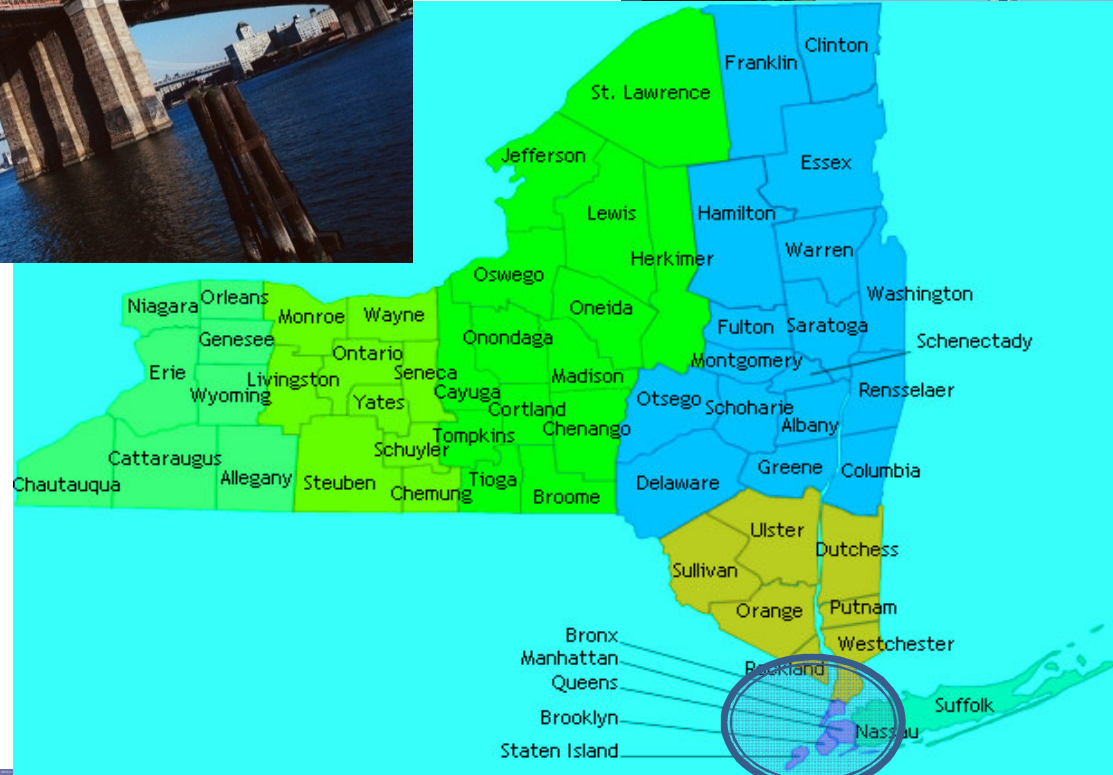 Clinton
Franklin
St. Lawrence
Jefferson
Essex
Lewis
Hamilton
Warren
Herkimer
Oswego
Washington
Niagara
Orleans
Oneida
Monroe
Wayne
Fulton
Saratoga
Genesee
Onondaga
Schenectady
Ontario
Montgomery
Erie
Livingston
Seneca
Madison
Wyoming
Cayuga
Rensselaer
Yates
Otsego
Schoharie
Cortland
Albany
Tompkins
Chenango
Schuyler
Cattaraugus
Greene
Columbia
Chautauqua
Allegany
Steuben
Tioga
Delaware
Chemung
Broome
Ulster
Dutchess
Sullivan
Orange
Putnam
Bronx
Westchester
Manhattan
Rockland
Queens
Suffolk
Brooklyn
Nassau
Staten Island